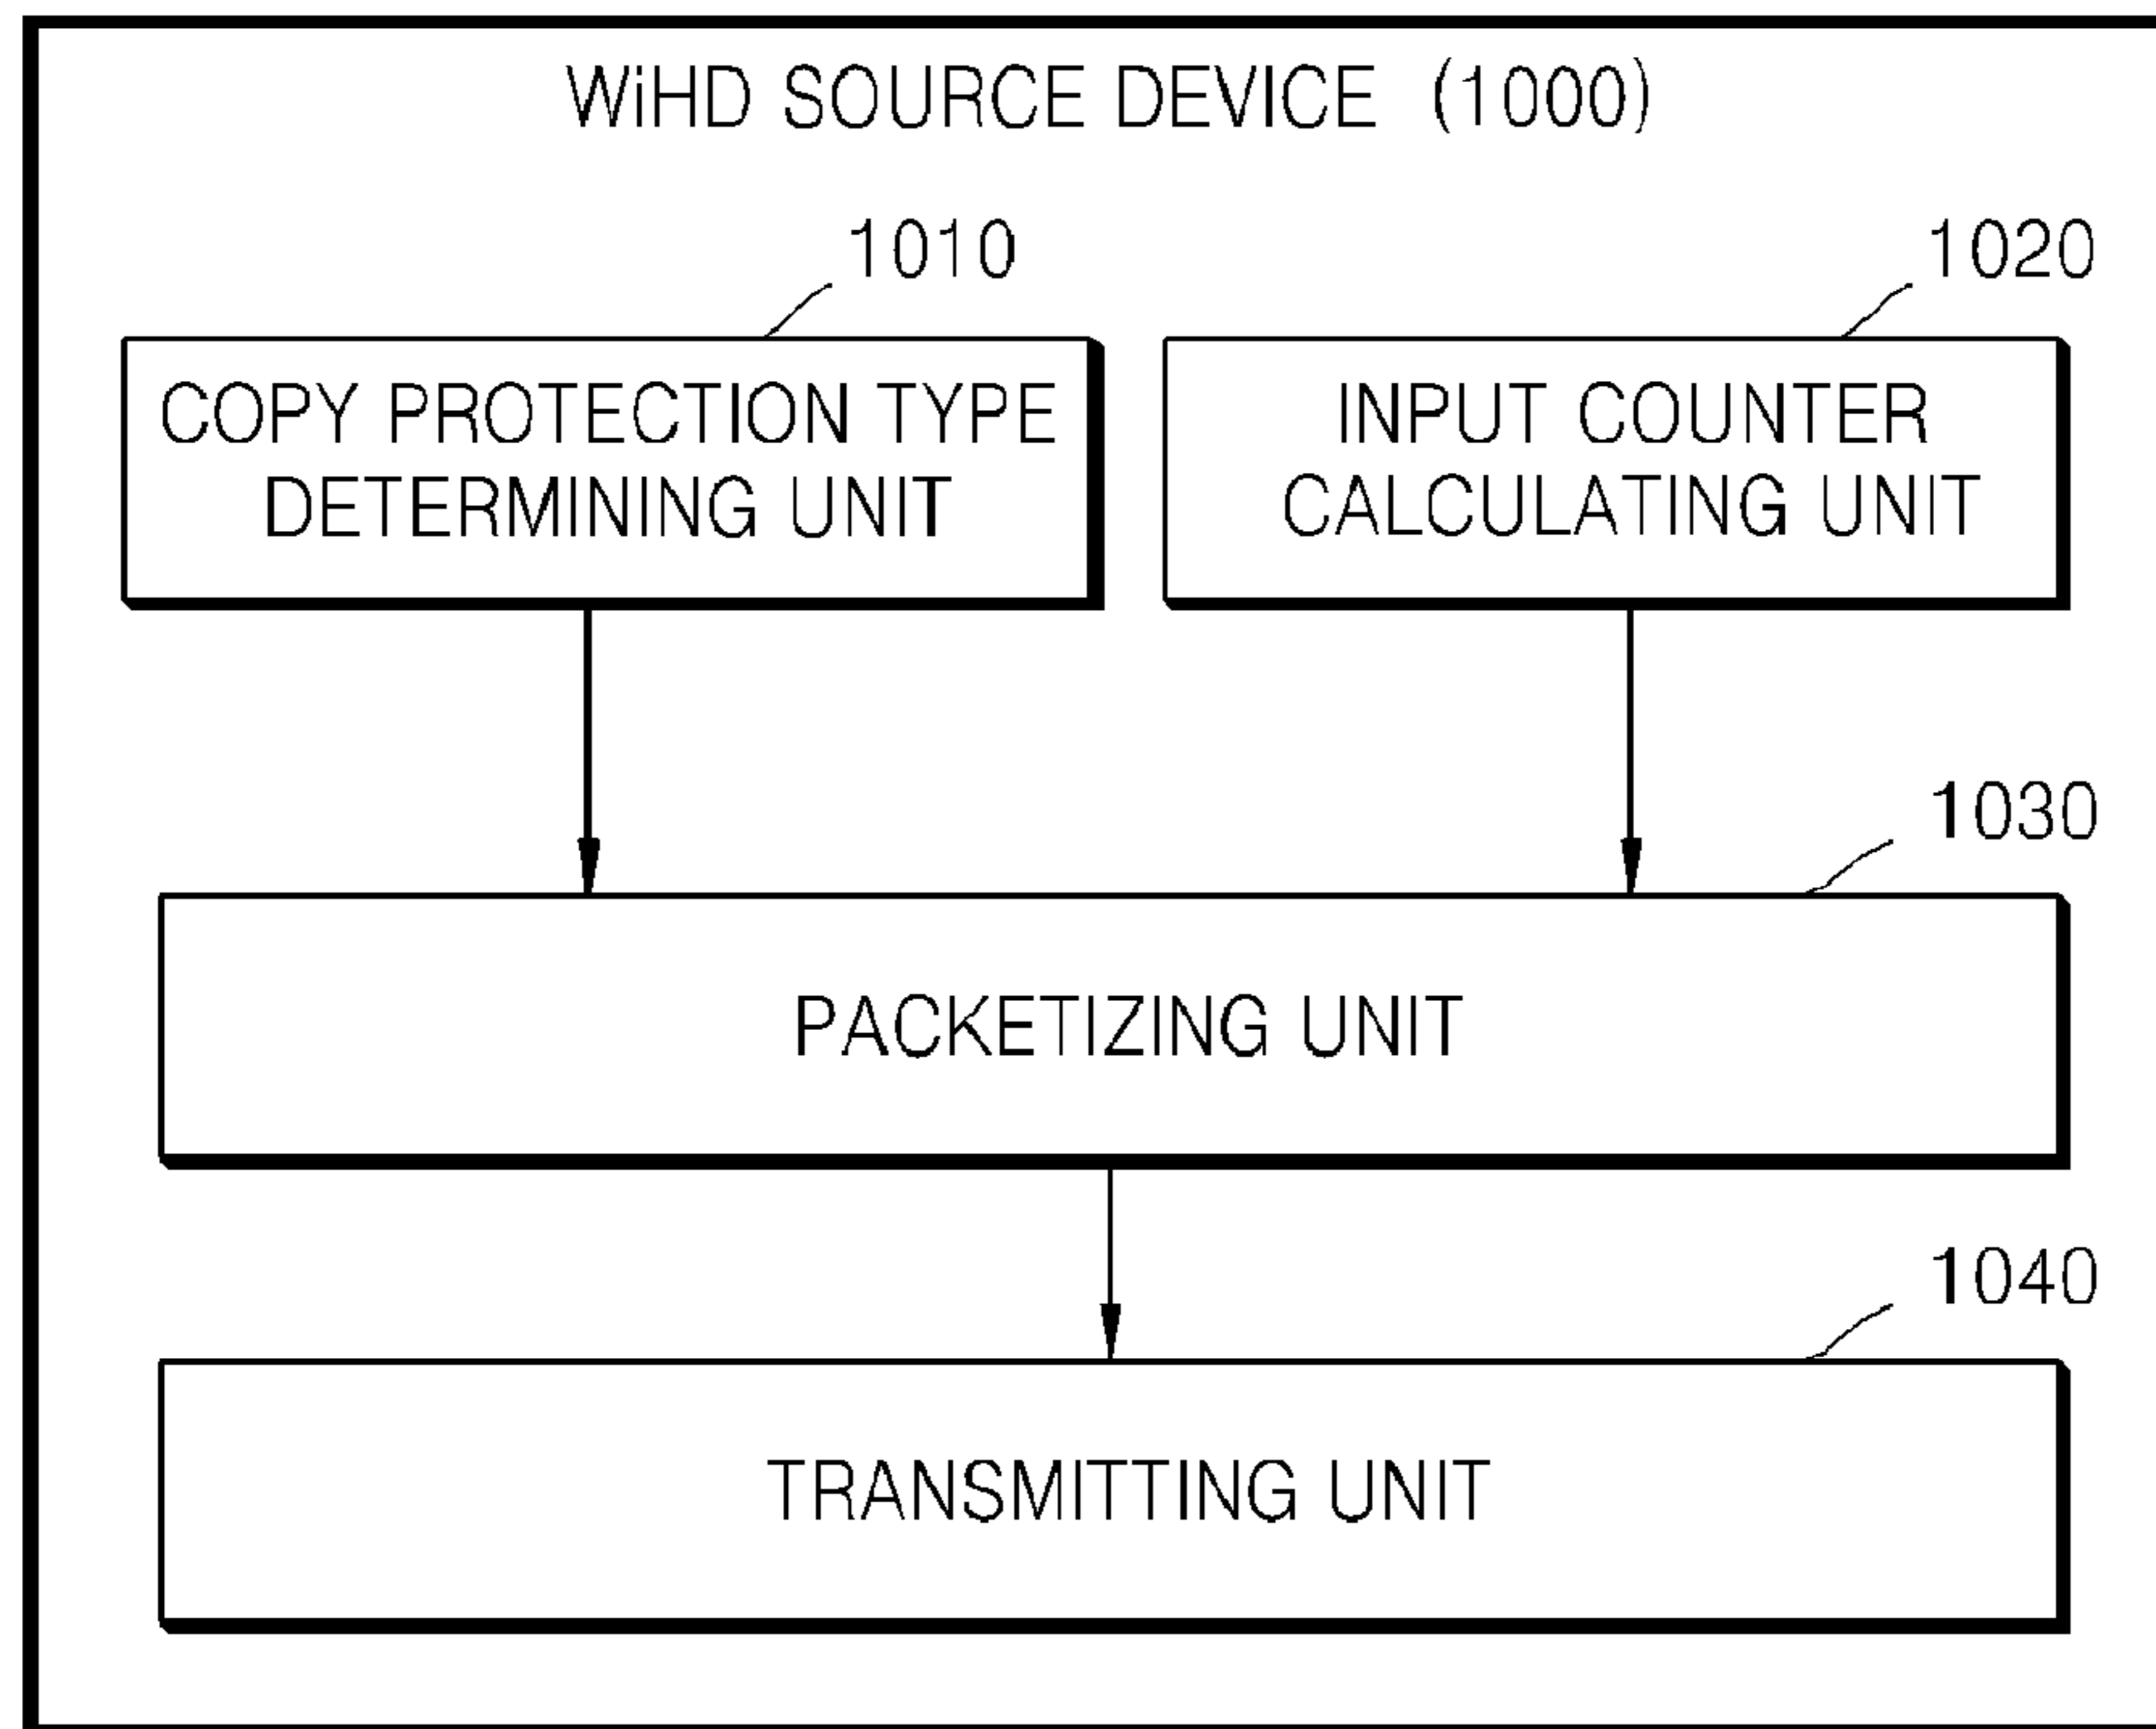 WiHD SOURCE DEVICE (1000)
1010
1020
COPY PROTECTION TYPE
DETERMINING UNIT
INPUT COUNTER
CALCULATING UNIT
1030
PACKETIZING UNIT
1040
TRANSMITTING UNIT